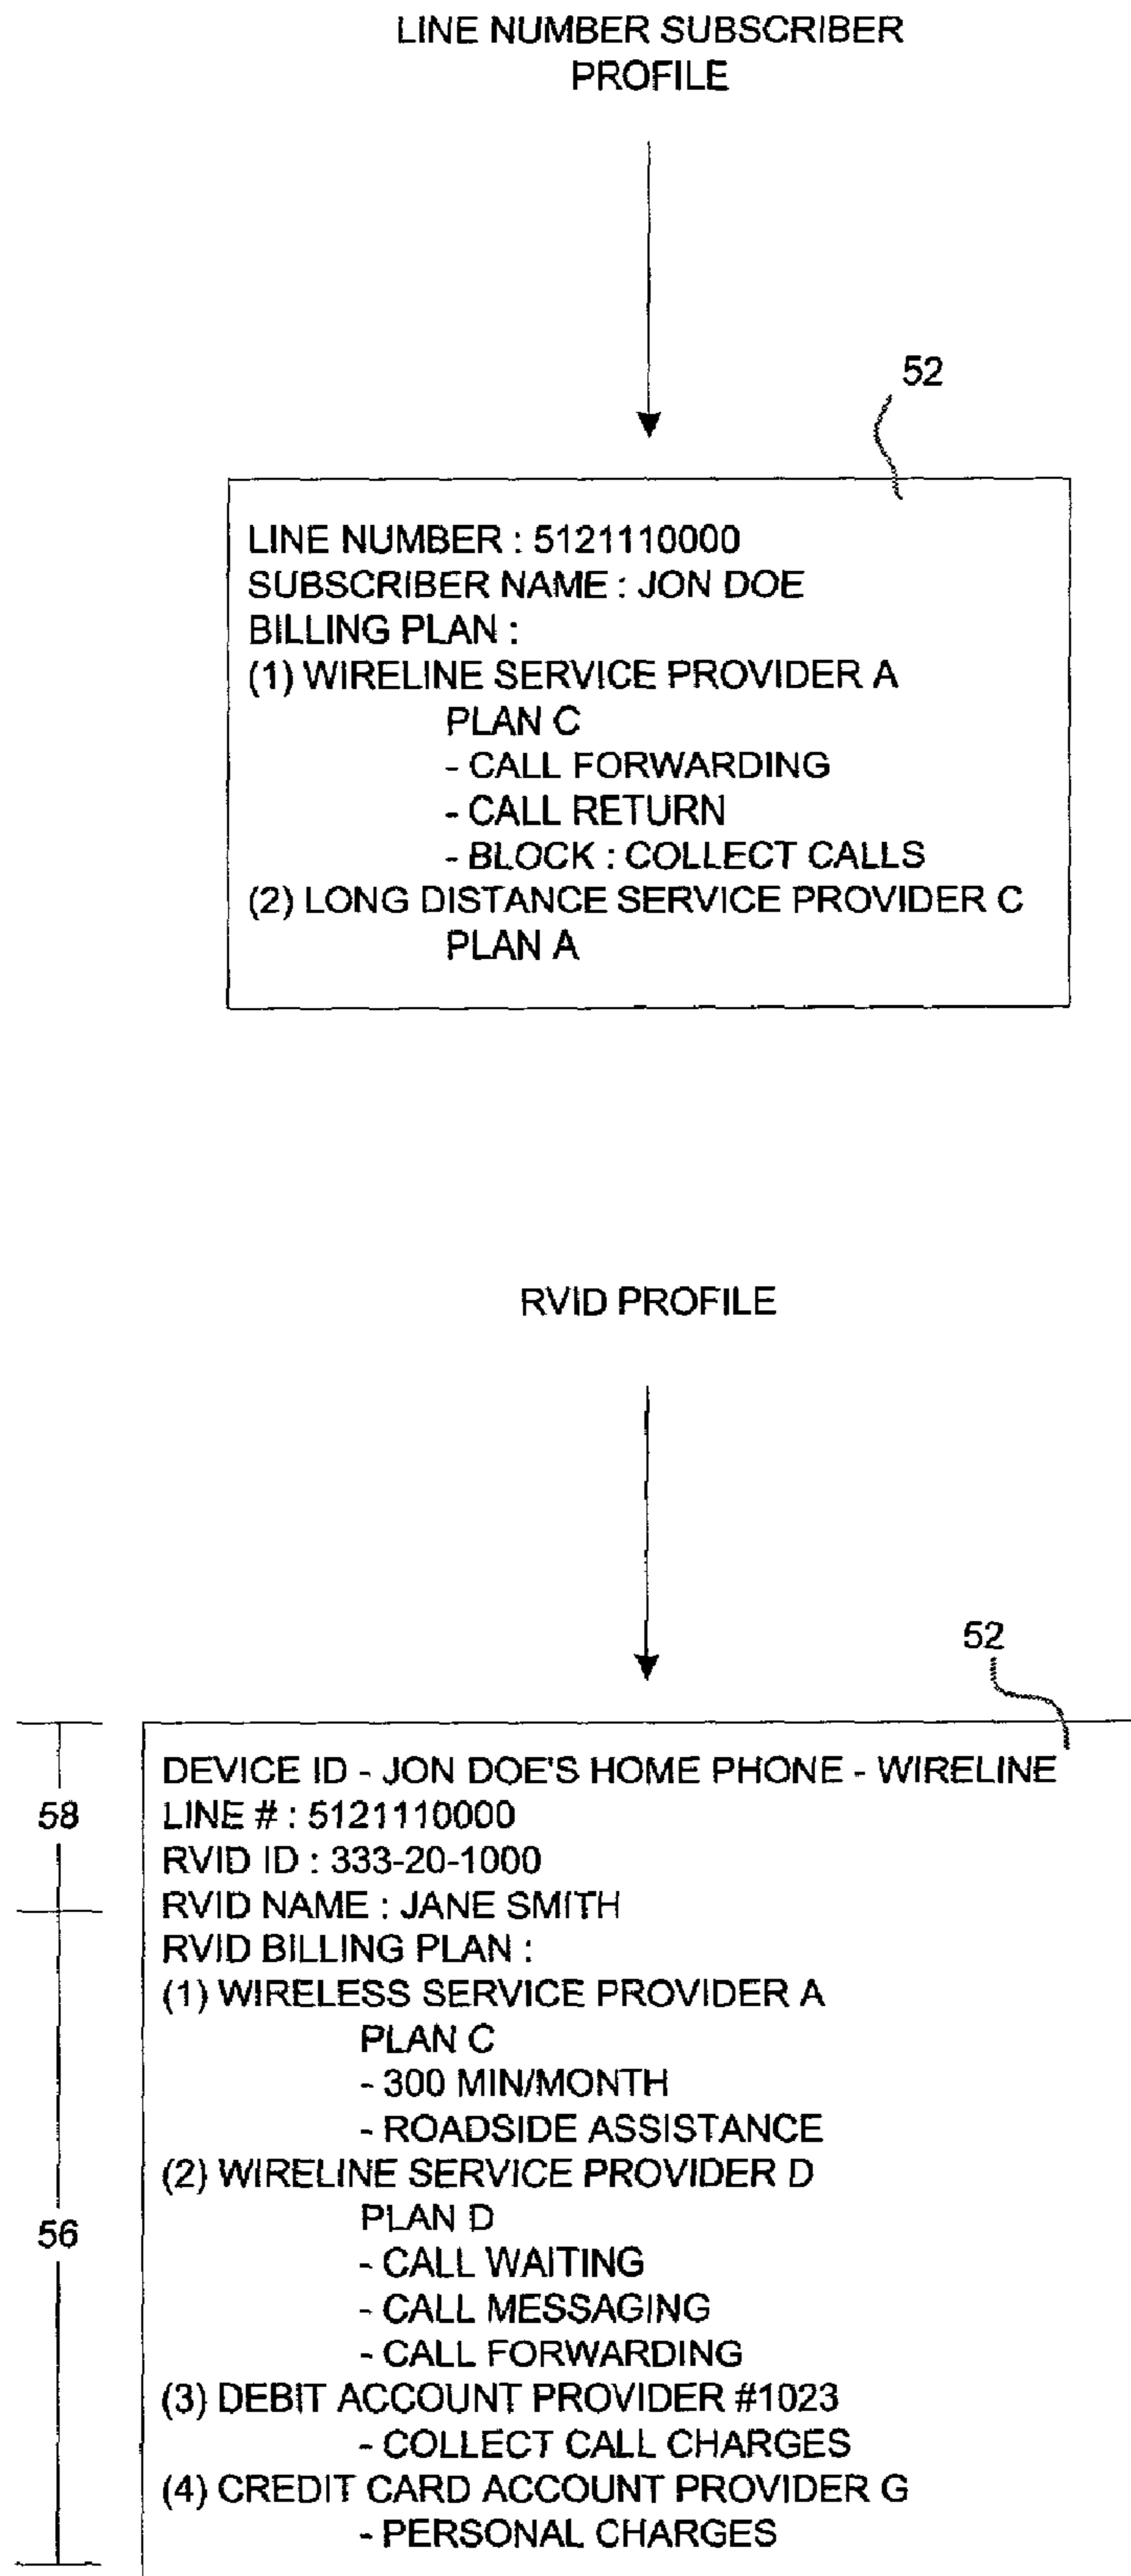 LINE NUMBER SUBSCRIBER
PROFILE
52
LINE NUMBER : 5121110000
SUBSCRIBER NAME : JON DOE
BILLING PLAN :
(1) WIRELINE SERVICE PROVIDER A
PLAN C
- CALL FORWARDING
- CALL RETURN
- BLOCK : COLLECT CALLS
(2) LONG DISTANCE SERVICE PROVIDER C
PLAN A
RVID PROFILE
52
58
DEVICE ID - JON DOE'S HOME PHONE - WIRELINE
LINE # : 5121110000
RVID ID : 333-20-1000
RVID NAME : JANE SMITH
RVID BILLING PLAN :
(1) WIRELESS SERVICE PROVIDER A
PLAN C
- 300 MIN/MONTH
- ROADSIDE ASSISTANCE
(2) WIRELINE SERVICE PROVIDER D
PLAN D
56
- CALL WAITING
- CALL MESSAGING
- CALL FORWARDING
(3) DEBIT ACCOUNT PROVIDER #1023
- COLLECT CALL CHARGES
(4) CREDIT CARD ACCOUNT PROVIDER G
- PERSONAL CHARGES